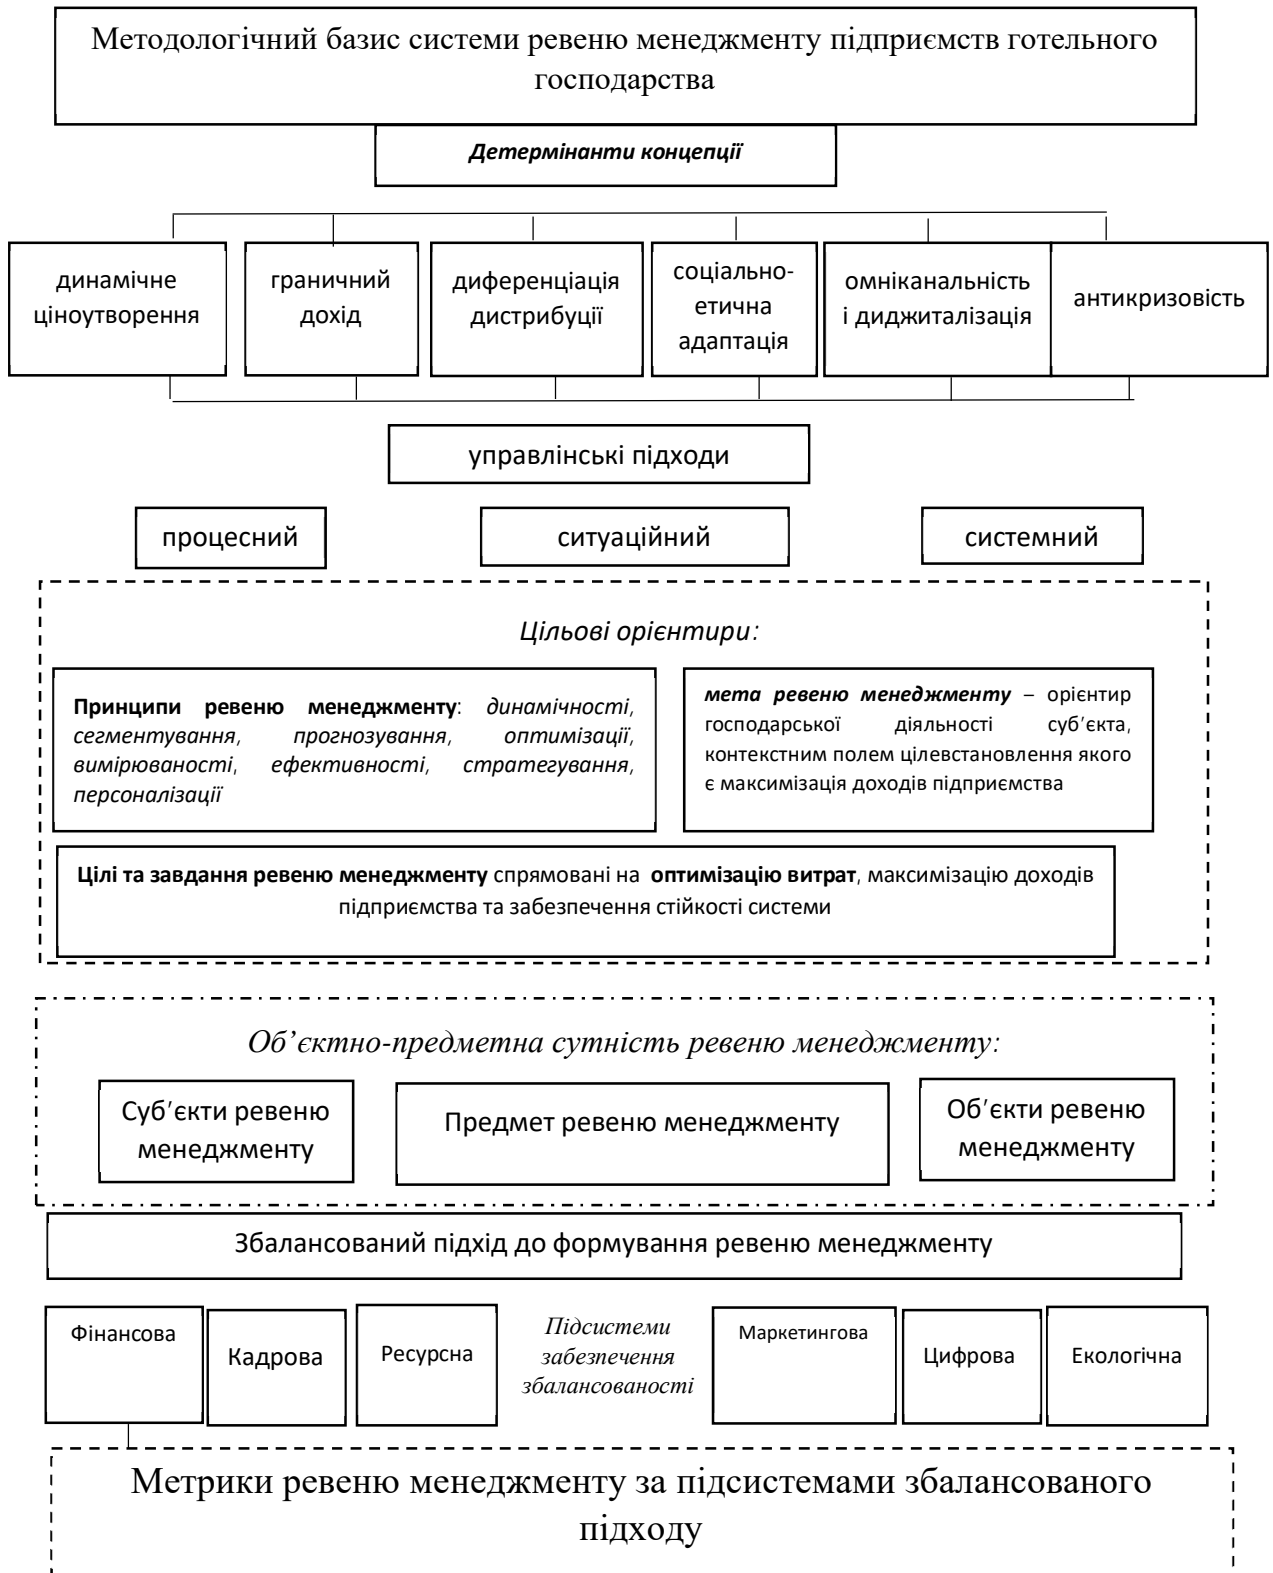 Методологічний базис системи ревеню менеджменту підприємств готельного
господарства
Детермінанти концепції
динамічне
ціноутворення
граничний
дохід
диференціація
дистрибуції
соціально-
етична
адаптація
омніканальність
і диджиталізація
антикризовість
управлінські підходи
процесний
ситуаційний
системний
Цільові орієнтири:
Принципи ревеню менеджменту: динамічності,
сегментування, прогнозування, оптимізації,
вимірюваності, ефективності, стратегування,
персоналізації
мета ревеню менеджменту – орієнтир
господарської діяльності суб’єкта,
контекстним полем цілевстановлення якого
є максимізація доходів підприємства
Цілі та завдання ревеню менеджменту спрямовані на оптимізацію витрат, максимізацію доходів
підприємства та забезпечення стійкості системи
Об’єктно-предметна сутність ревеню менеджменту:
Суб’єкти ревеню
менеджменту
Предмет ревеню менеджменту
Об’єкти ревеню
менеджменту
Збалансований підхід до формування ревеню менеджменту
Фінансова
Кадрова
Ресурсна
Підсистеми
забезпечення
збалансованості
Маркетингова
Цифрова
Екологічна
Метрики ревеню менеджменту за підсистемами збалансованого
підходу